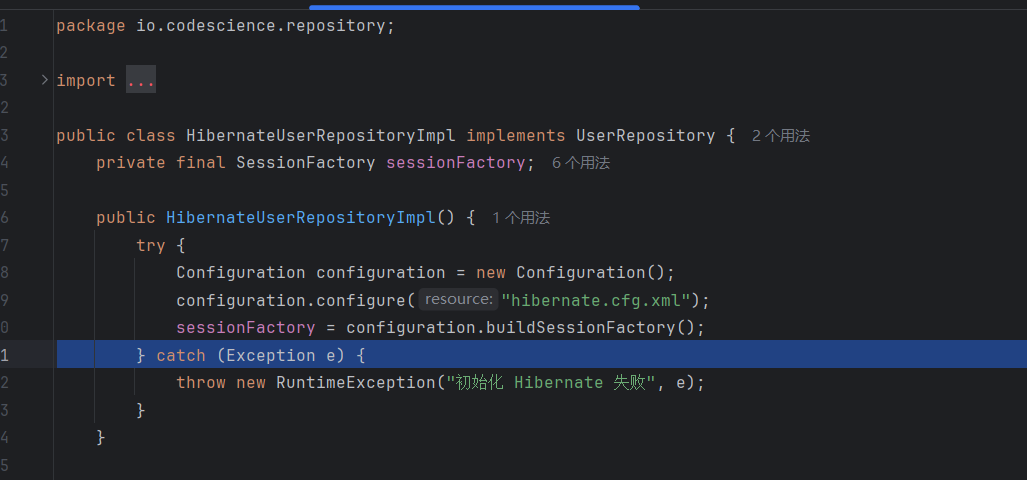 1 package io.codescience.repository;
2
3 import ...
2
3 public class HibernateUserRepositoryImpl implements UserRepository { 2 个用法
4 private final SessionFactory sessionFactory; 6 个用法
5
6 public HibernateUserRepositoryImpl() { 1 个用法
7 try {
8 Configuration configuration = new Configuration();
9 configuration.configure( resource: "hibernate.cfg.xml");
0 sessionFactory = configuration.buildSessionFactory();
1 } catch (Exception e) {
2 throw new RuntimeException("初始化 Hibernate 失败", e);
3 }
4 }
5